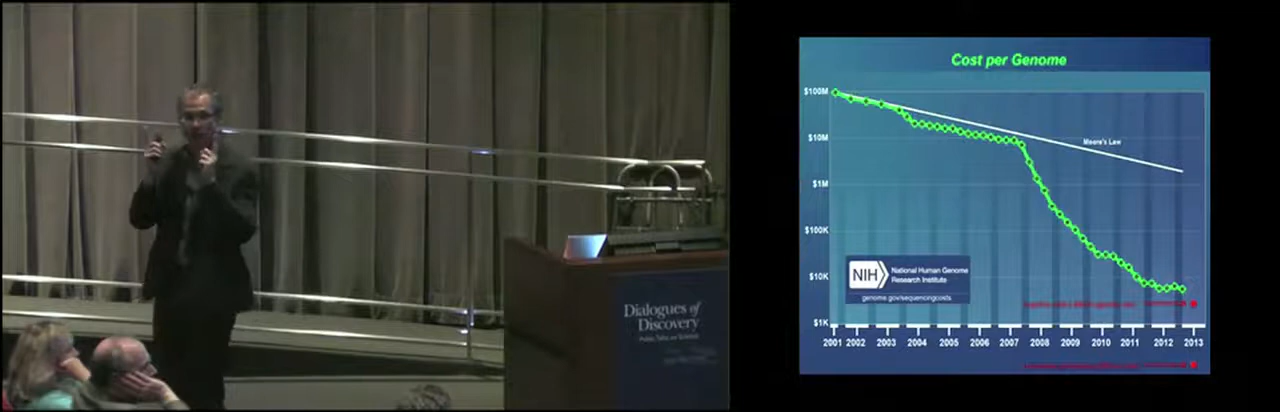 Dialogues of
Discovery
Cost per Genome
$100M
$10M
$1M
$100K
$10K
$1K
Moore's Law
NIH
National Human Genome
Research Institute
genome.gov/sequencingcosts
2001 2002 2003 2004 2005 2006 2007 2008 2009 2010 2011 2012 2013